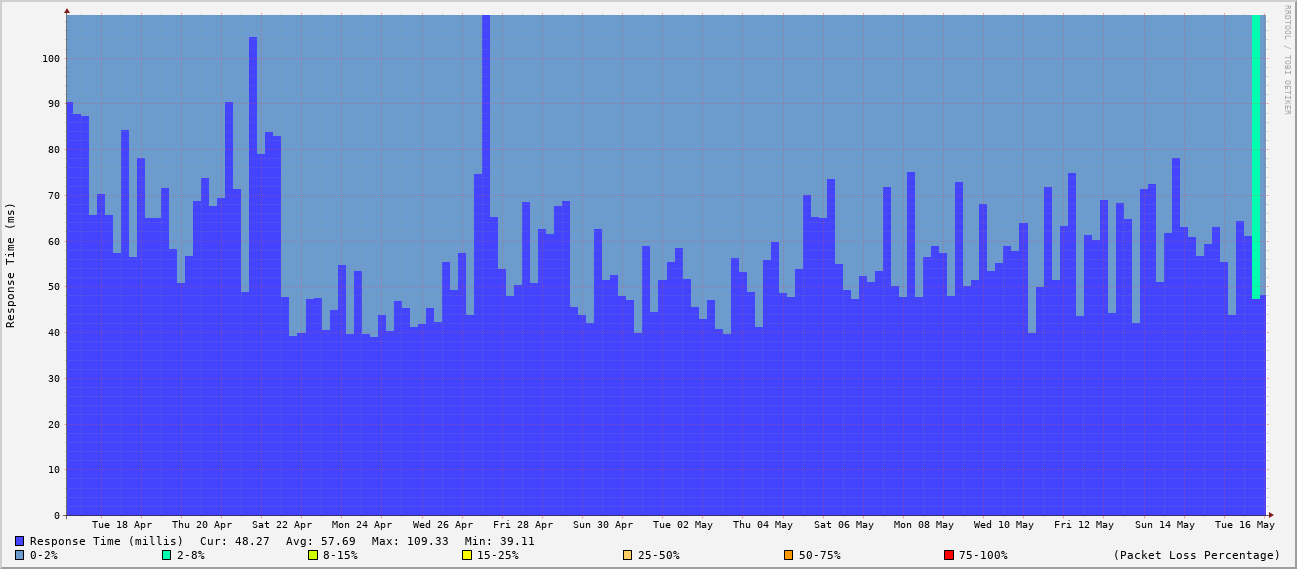 RRDTOOL / TOBI OETIKER
Response Time (ms)
100
90
80
70
60
50
40
30
20
10
0
Tue 18 Apr Thu 20 Apr Sat 22 Apr Mon 24 Apr Wed 26 Apr Fri 28 Apr Sun 30 Apr Tue 02 May Thu 04 May Sat 06 May Mon 08 May Wed 10 May Fri 12 May Sun 14 May Tue 16 May
Response Time (millis) Cur: 48.27 Avg: 57.69 Max: 109.33 Min: 39.11
0-2% 2-8% 8-15% 15-25% 25-50% 50-75% 75-100% (Packet Loss Percentage)